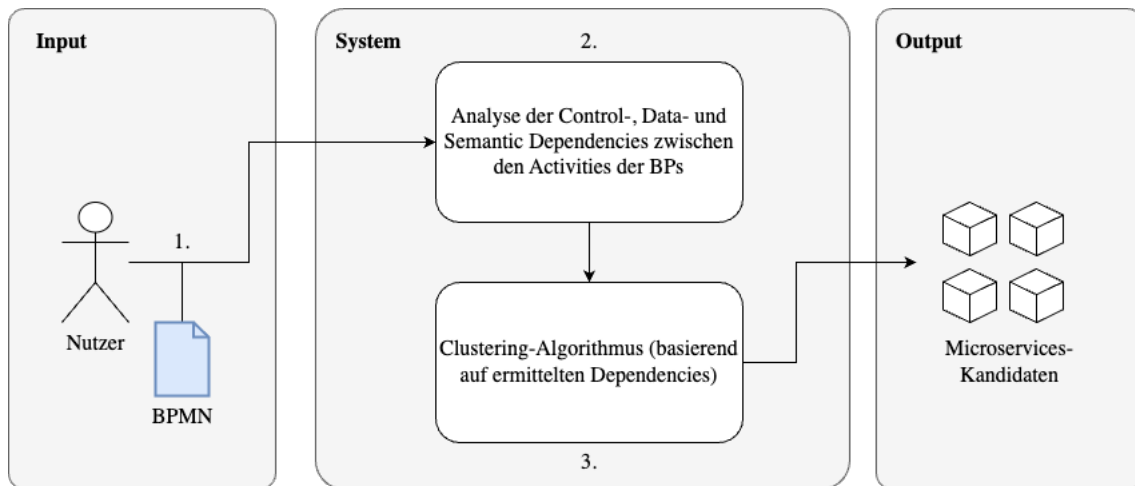 Input
System
Output
2.
Analyse der Control-, Data- und
Semantic Dependencies zwischen
den Activities der BPs
1.
Nutzer
BPMN
Clustering-Algorithmus (basierend
auf ermittelten Dependencies)
3.
Microservices-
Kandidaten